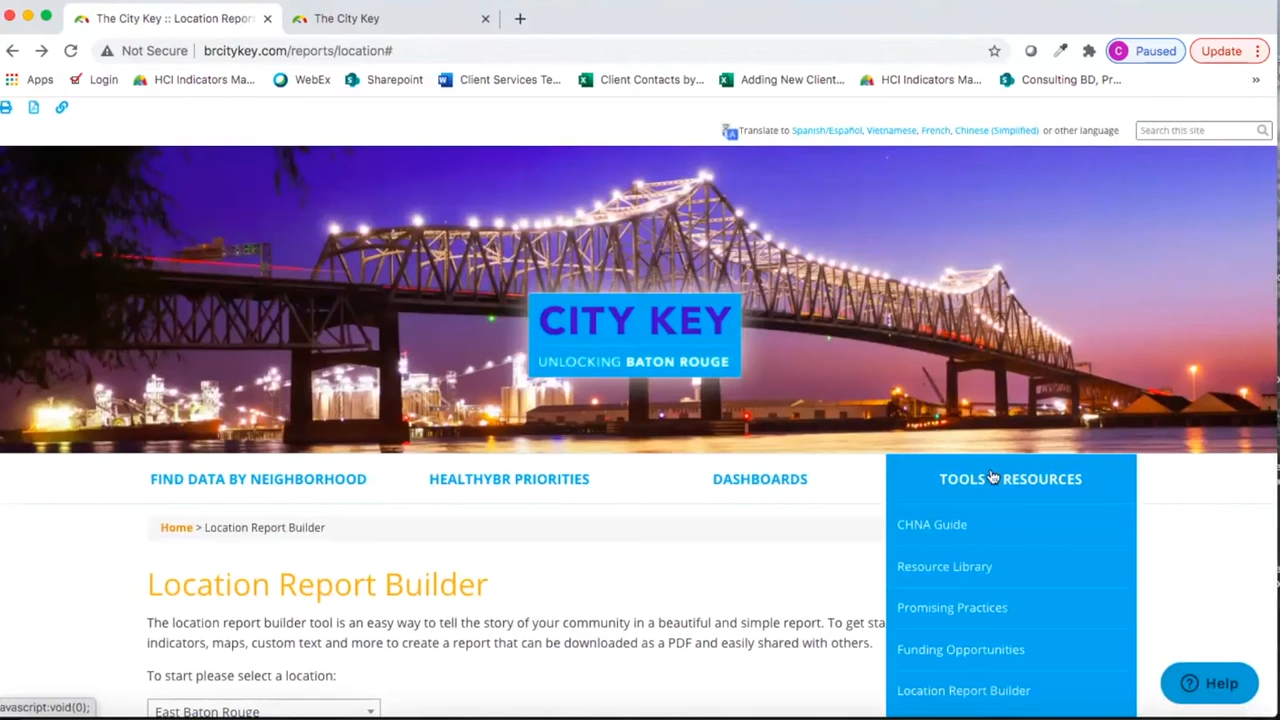 The City Key :: Location Repor
The City Key
Not Secure
brcitykey.com/reports/location#
C Paused
Update
Apps
Login
HCI Indicators Ma...
WebEx
Sharepoint
Client Services Te...
Client Contacts by...
Adding New Client...
HCI Indicators Ma...
Consulting BD, Pr...
»
Translate to Spanish/Español, Vietnamese, French, Chinese (Simplified) or other language
Search this site
CITY KEY
UNLOCKING BATON ROUGE
FIND DATA BY NEIGHBORHOOD
HEALTHYBR PRIORITIES
DASHBOARDS
TOOLS RESOURCES
Home > Location Report Builder
CHNA Guide
Resource Library
Promising Practices
Funding Opportunities
Location Report Builder
Location Report Builder
The location report builder tool is an easy way to tell the story of your community in a beautiful and simple report. To get sta
indicators, maps, custom text and more to create a report that can be downloaded as a PDF and easily shared with others.
To start please select a location:
East Baton Rouge
Help
avascript:void(0);